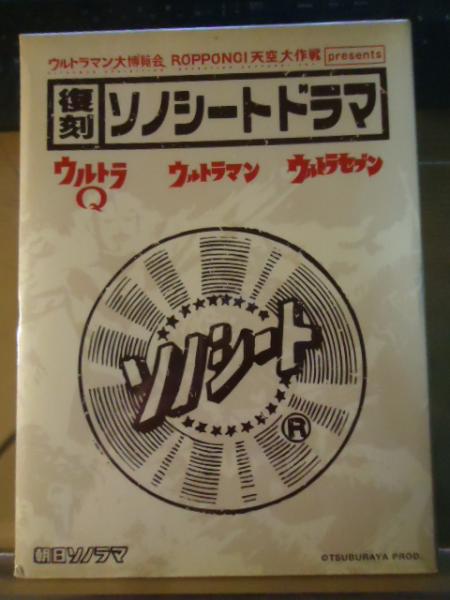 ウルトラマン大博覧会 ROPPONGI天空大作戦 presents
復刻 ソノシートドラマ
ウルトラQ ウルトラマン ウルトラセブン
ソノシート
®
朝日ソノラマ
©TSUBURAYA PROD.